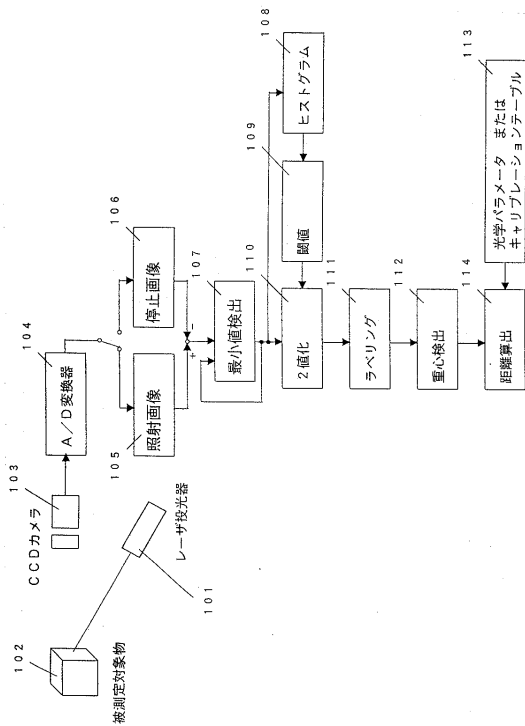 102
被測定対象物
101
レーザ投光器
CCDカメラ
103
104
A/D変換器
105
照射画像
106
停止画像
+
-
107
最小値検出
108
ヒストグラム
109
閾値
110
2値化
111
ラベリング
112
重心検出
113
光学パラメータ または
キャリブレーションテーブル
114
距離算出